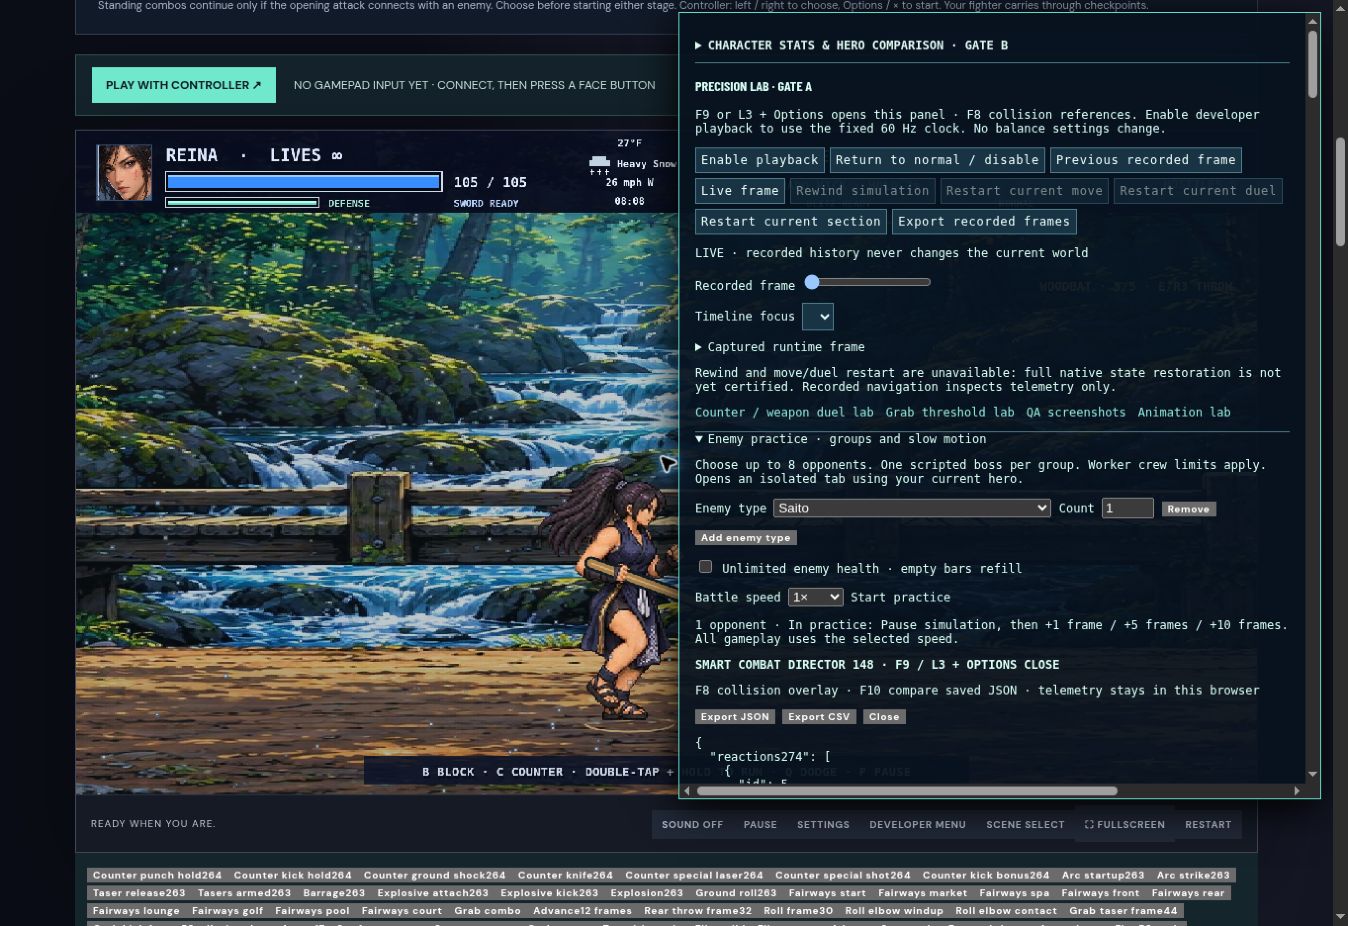 Standing combos continue only if the opening attack connects with an enemy. Choose before starting either stage. Controller: left / right to choose, Options / × to start. Your fighter carries through checkpoints.
PLAY WITH CONTROLLER ↗
NO GAMEPAD INPUT YET · CONNECT, THEN PRESS A FACE BUTTON
REINA · LIVES ∞
105 / 105
DEFENSE
SWORD READY
27°F
Heavy Snow
26 mph W
08:08
▶ CHARACTER STATS & HERO COMPARISON · GATE B
PRECISION LAB · GATE A
F9 or L3 + Options opens this panel · F8 collision references. Enable developer
playback to use the fixed 60 Hz clock. No balance settings change.
Enable playback Return to normal / disable Previous recorded frame
Live frame Rewind simulation Restart current move Restart current duel
Restart current section Export recorded frames
LIVE · recorded history never changes the current world
Recorded frame
WOODBAT · 5/5 · E/R3 THROW
Timeline focus
▶ Captured runtime frame
Rewind and move/duel restart are unavailable: full native state restoration is not
yet certified. Recorded navigation inspects telemetry only.
Counter / weapon duel lab Grab threshold lab QA screenshots Animation lab
▼ Enemy practice · groups and slow motion
Choose up to 8 opponents. One scripted boss per group. Worker crew limits apply.
Opens an isolated tab using your current hero.
Enemy type Saito Count 1 Remove
Add enemy type
Unlimited enemy health · empty bars refill
Battle speed 1× Start practice
1 opponent · In practice: Pause simulation, then +1 frame / +5 frames / +10 frames.
All gameplay uses the selected speed.
SMART COMBAT DIRECTOR 148 · F9 / L3 + OPTIONS CLOSE
F8 collision overlay · F10 compare saved JSON · telemetry stays in this browser
Export JSON Export CSV Close
{
"reactions274": [
{
"id": 5,
B BLOCK · C COUNTER · DOUBLE-TAP + HOLD TO RUN · Q DODGE · P PAUSE
READY WHEN YOU ARE.
SOUND OFF PAUSE SETTINGS DEVELOPER MENU SCENE SELECT ⛶ FULLSCREEN RESTART
Counter punch hold264 Counter kick hold264 Counter ground shock264 Counter knife264 Counter special laser264 Counter special shot264 Counter kick bonus264 Arc startup263 Arc strike263
Taser release263 Tasers armed263 Barrage263 Explosive attach263 Explosive kick263 Explosion263 Ground roll263 Fairways start Fairways market Fairways spa Fairways front Fairways rear
Fairways lounge Fairways golf Fairways pool Fairways court Grab combo Advance12 frames Rear throw frame32 Roll frame30 Roll elbow windup Roll elbow contact Grab taser frame44